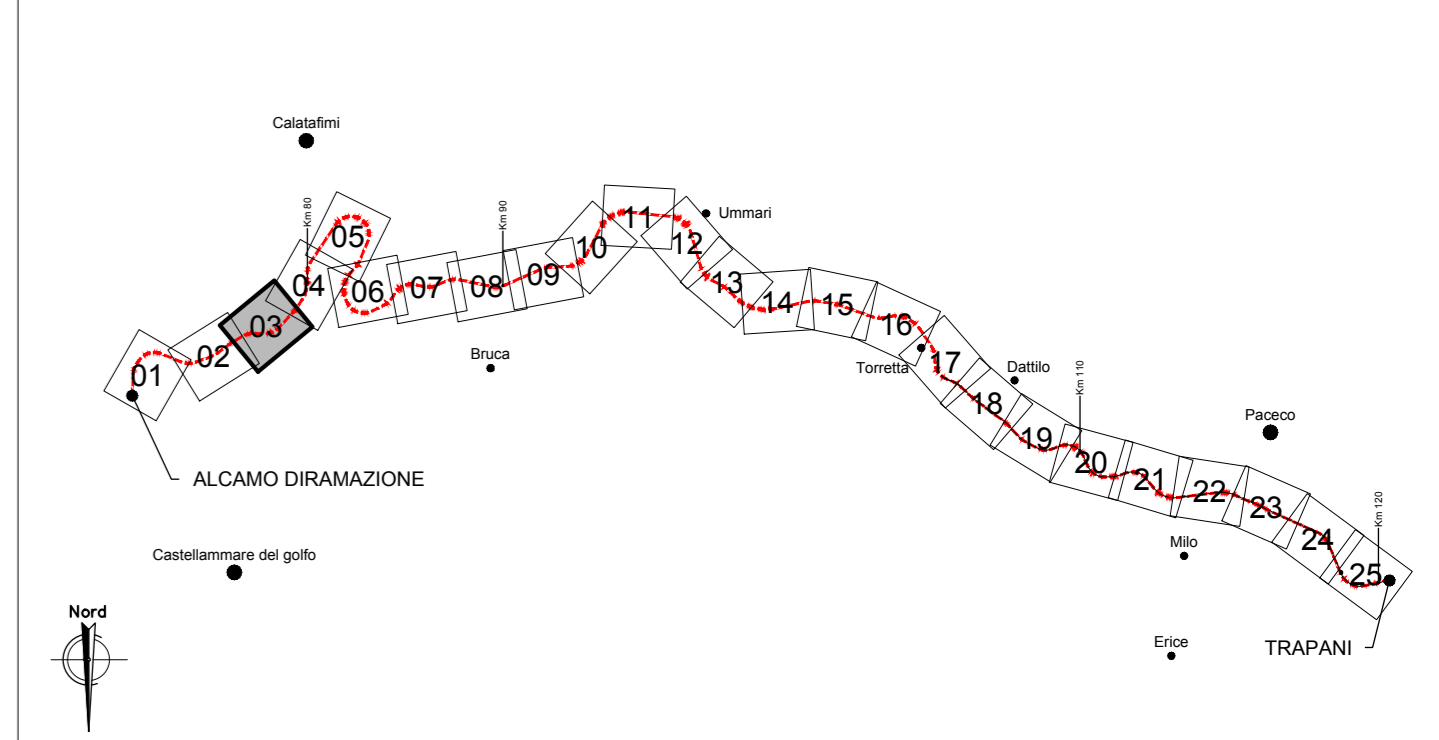 Calatafimi
Km 80
Km 90
Ummari
11
05
12
10
04
06
07
08
09
13
14
15
03
16
02
Bruca
Torretta
17
Dattilo
01
18
Km 110
19
Paceco
20
ALCAMO DIRAMAZIONE
21
22
23
Km 120
Castellammare del golfo
Milo
24
25
Nord
Erice
TRAPANI